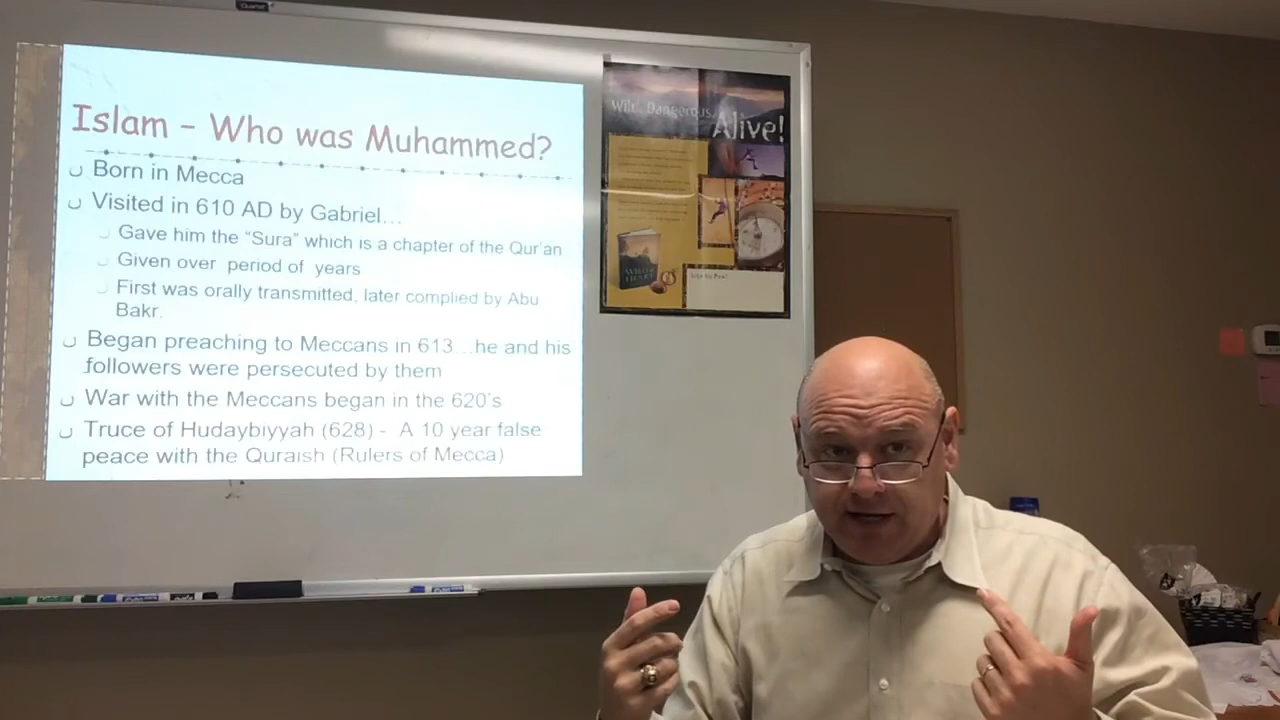 Quartet
Islam – Who was Muhammed?
Born in Mecca
Visited in 610 AD by Gabriel…
Gave him the “Sura” which is a chapter of the Qur’an
Given over period of years
First was orally transmitted, later complied by Abu
Bakr.
Began preaching to Meccans in 613…he and his
followers were persecuted by them
War with the Meccans began in the 620’s
Truce of Hudaybiyyah (628) - A 10 year false
peace with the Quraish (Rulers of Mecca)
Wild, Dangerous,
Alive!